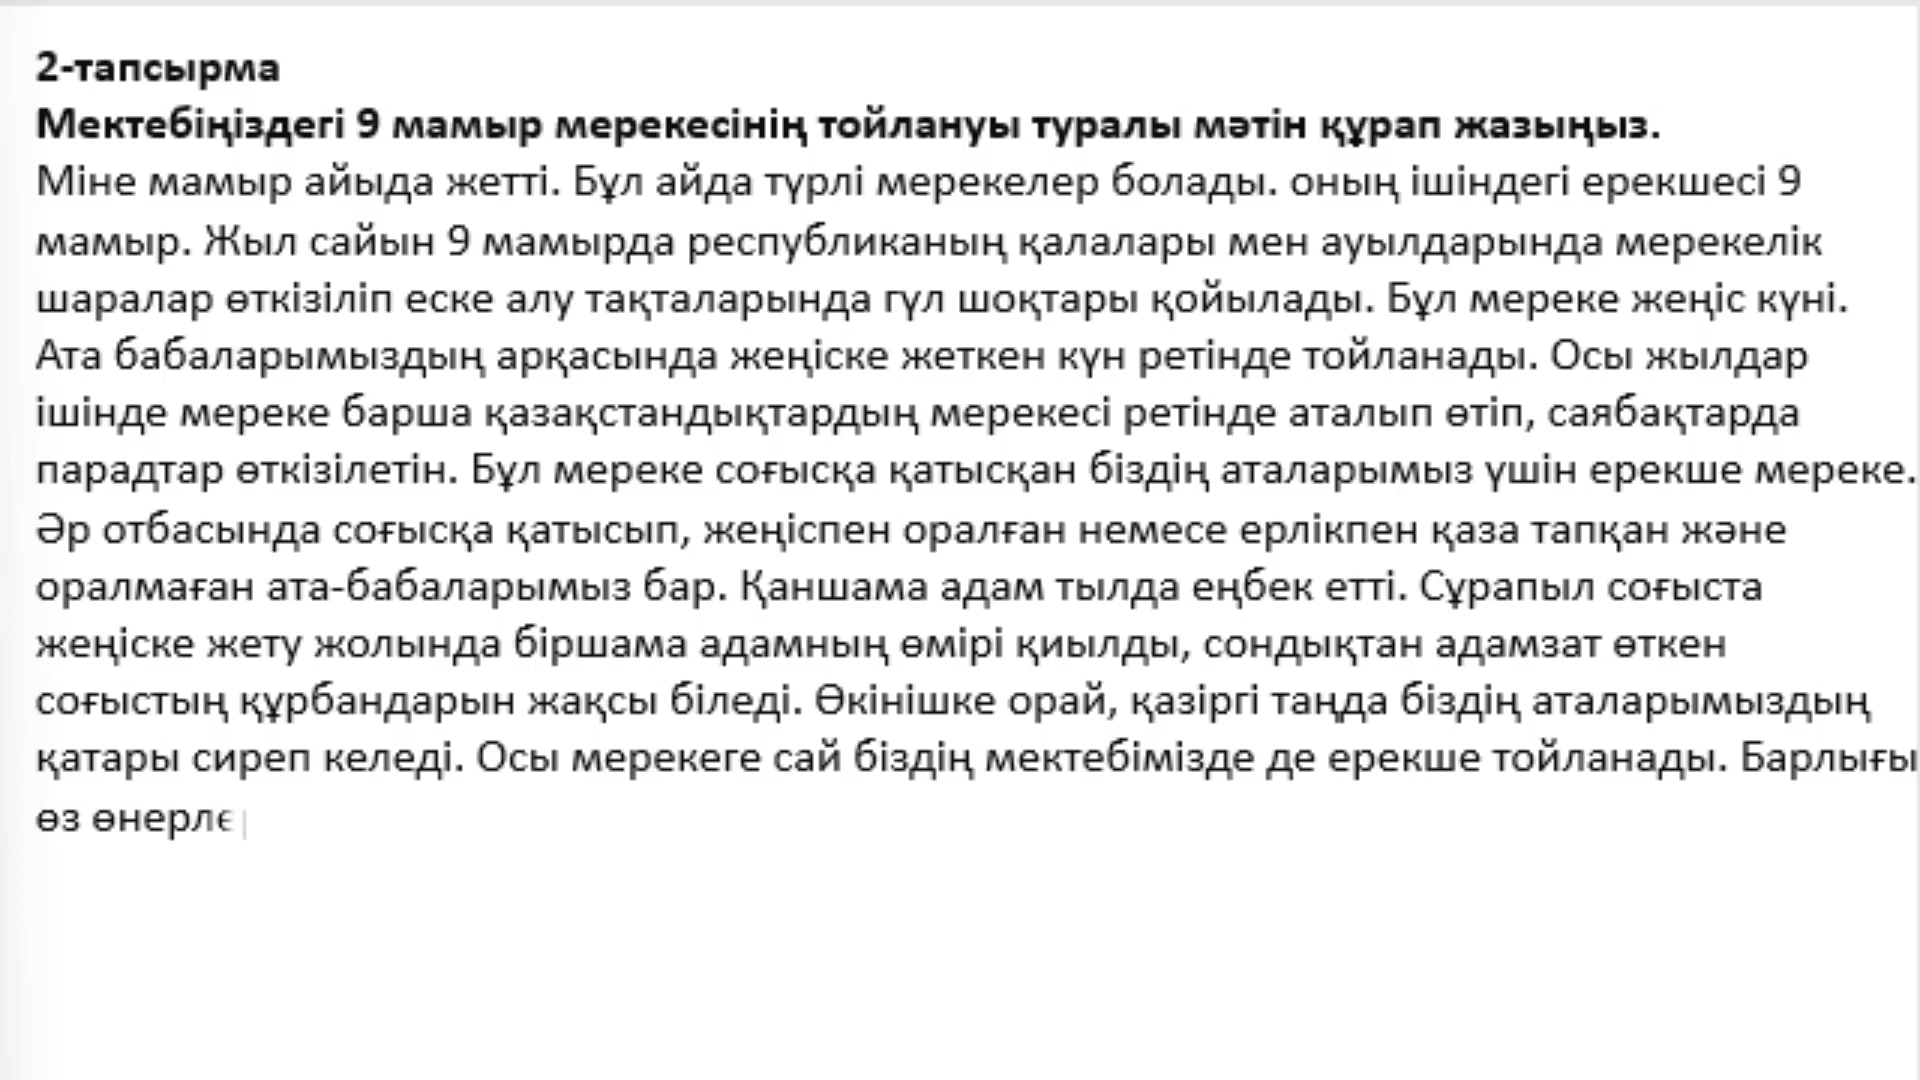 2-тапсырма
Мектебіңіздегі 9 мамыр мерекесінің тойлануы туралы мәтін құрап жазыңыз.
Міне мамыр айыда жетті. Бұл айда түрлі мерекелер болады. оның ішіндегі ерекшесі 9
мамыр. Жыл сайын 9 мамырда республиканың қалалары мен ауылдарында мерекелік
шаралар өткізіліп еске алу тақталарында гүл шоқтары қойылады. Бұл мереке жеңіс күні.
Ата бабаларымыздың арқасында жеңіске жеткен күн ретінде тойланады. Осы жылдар
ішінде мереке барша қазақстандықтардың мерекесі ретінде аталып өтіп, саябақтарда
парадтар өткізілетін. Бұл мереке соғысқа қатысқан біздің аталарымыз үшін ерекше мереке.
Әр отбасында соғысқа қатысып, жеңіспен оралған немесе ерлікпен қаза тапқан және
оралмаған ата-бабаларымыз бар. Қаншама адам тылда еңбек етті. Сұрапыл соғыста
жеңіске жету жолында біршама адамның өмірі қиылды, сондықтан адамзат өткен
соғыстың құрбандарын жақсы біледі. Өкінішке орай, қазіргі таңда біздің аталарымыздың
қатары сиреп келеді. Осы мерекеге сай біздің мектебімізде де ерекше тойланады. Барлығы
өз